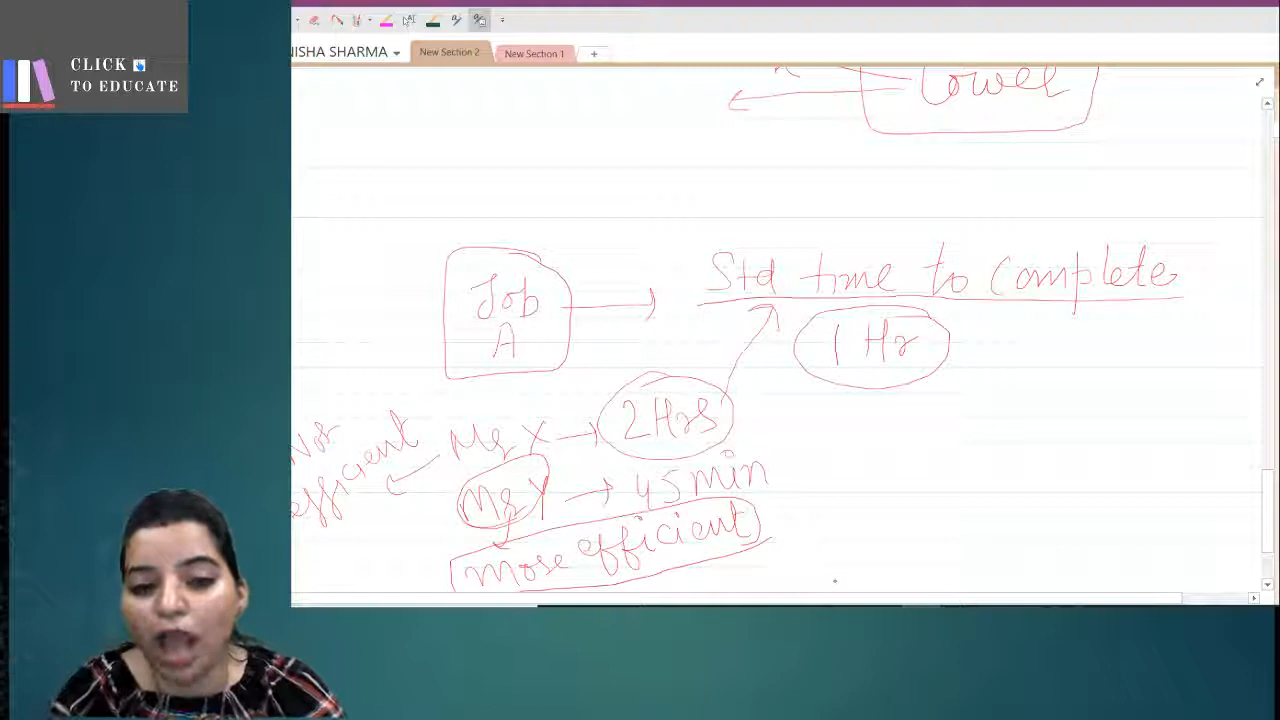 CLICK
TO EDUCATE
NISHA SHARMA
New Section 2
New Section 1
Lower
Job
A
Std time to Complete
1 Hr
Not
efficient
Mr X → 2 Hrs
Mr Y → 45 min
more efficient